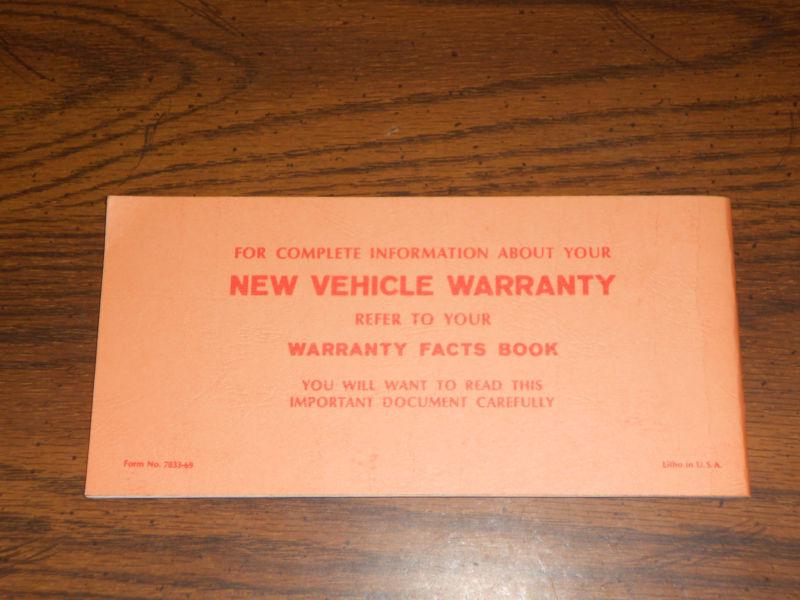 FOR COMPLETE INFORMATION ABOUT YOUR
NEW VEHICLE WARRANTY
REFER TO YOUR
WARRANTY FACTS BOOK
YOU WILL WANT TO READ THIS
IMPORTANT DOCUMENT CAREFULLY
Form No. 7833-69
Litho in U.S.A.